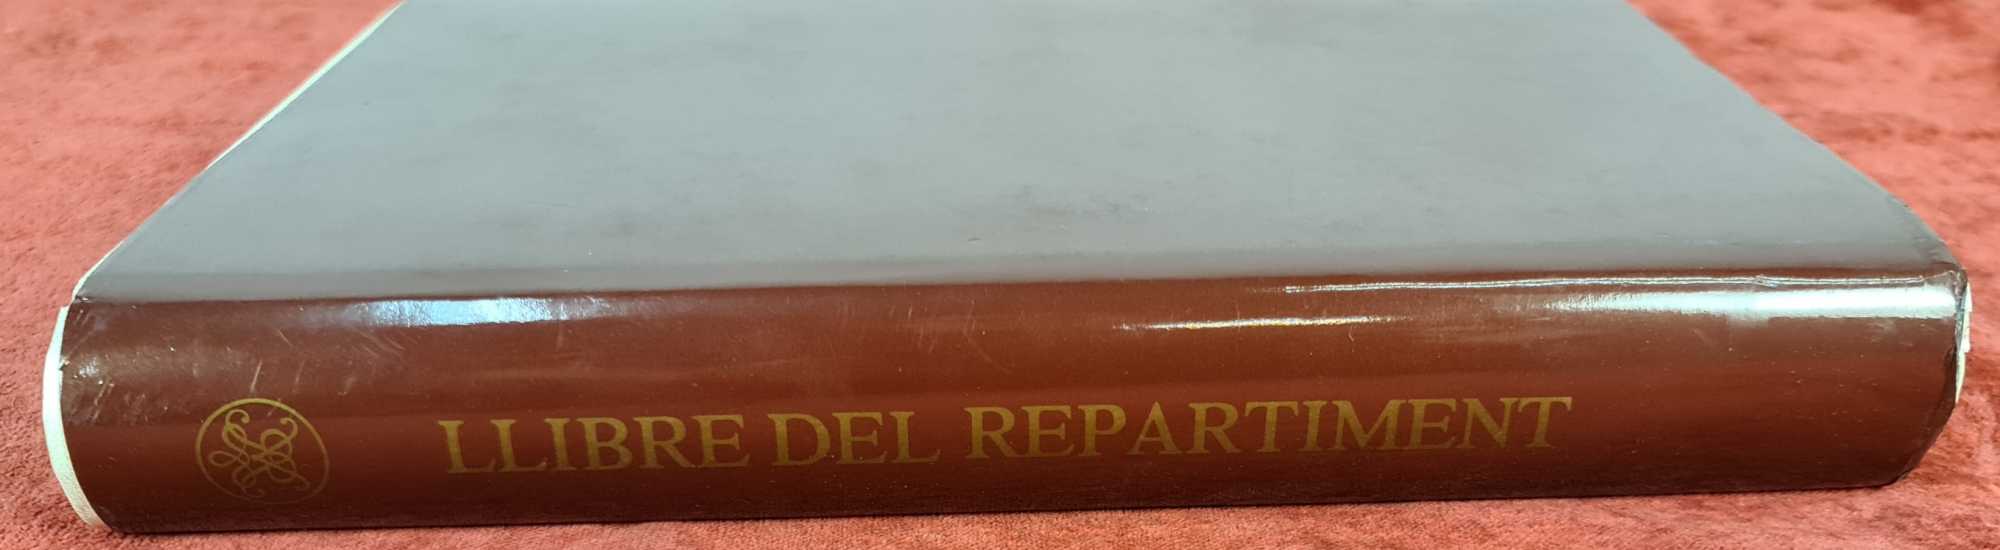 LLIBRE DEL REPARTIMENT